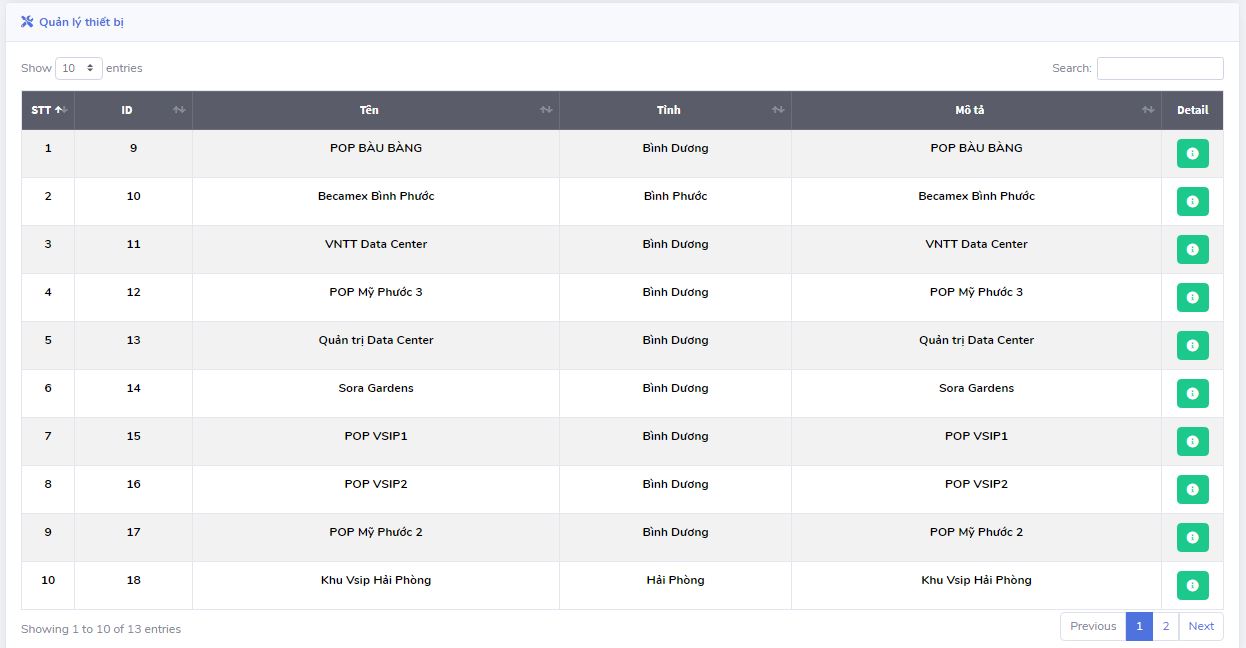 Quản lý thiết bị
Show 10 entries Search:
STT ID Tên Tỉnh Mô tả Detail
1 9 POP BÀU BÀNG Bình Dương POP BÀU BÀNG
2 10 Becamex Bình Phước Bình Phước Becamex Bình Phước
3 11 VNTT Data Center Bình Dương VNTT Data Center
4 12 POP Mỹ Phước 3 Bình Dương POP Mỹ Phước 3
5 13 Quản trị Data Center Bình Dương Quản trị Data Center
6 14 Sora Gardens Bình Dương Sora Gardens
7 15 POP VSIP1 Bình Dương POP VSIP1
8 16 POP VSIP2 Bình Dương POP VSIP2
9 17 POP Mỹ Phước 2 Bình Dương POP Mỹ Phước 2
10 18 Khu Vsip Hải Phòng Hải Phòng Khu Vsip Hải Phòng
Showing 1 to 10 of 13 entries Previous 1 2 Next